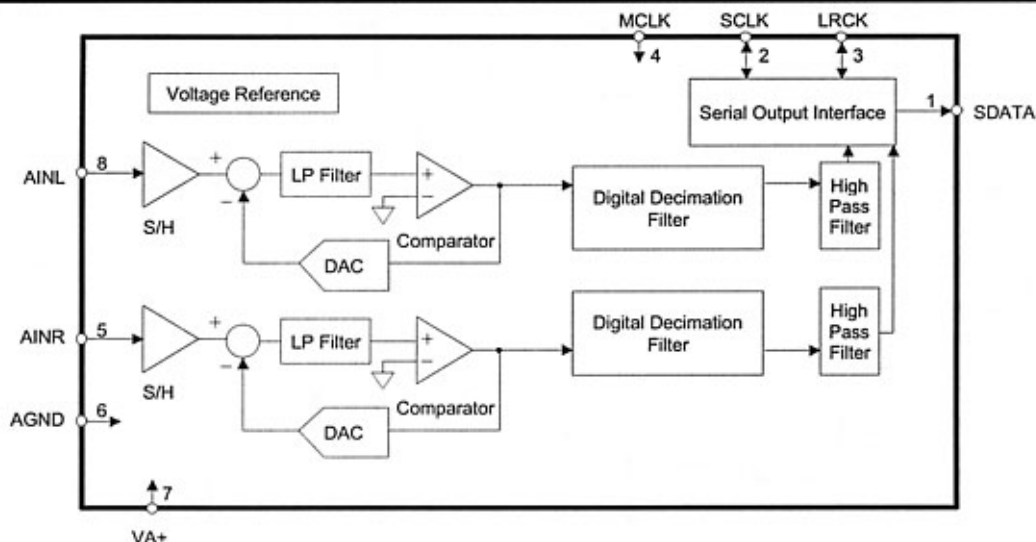 MCLK SCLK LRCK
4 2 3
Voltage Reference
Serial Output Interface
1
SDATA
AINL
8
+
−
S/H
LP Filter
+
−
Comparator
DAC
Digital Decimation
Filter
High
Pass
Filter
AINR
5
+
−
S/H
LP Filter
+
−
Comparator
DAC
Digital Decimation
Filter
High
Pass
Filter
AGND
6
7
VA+